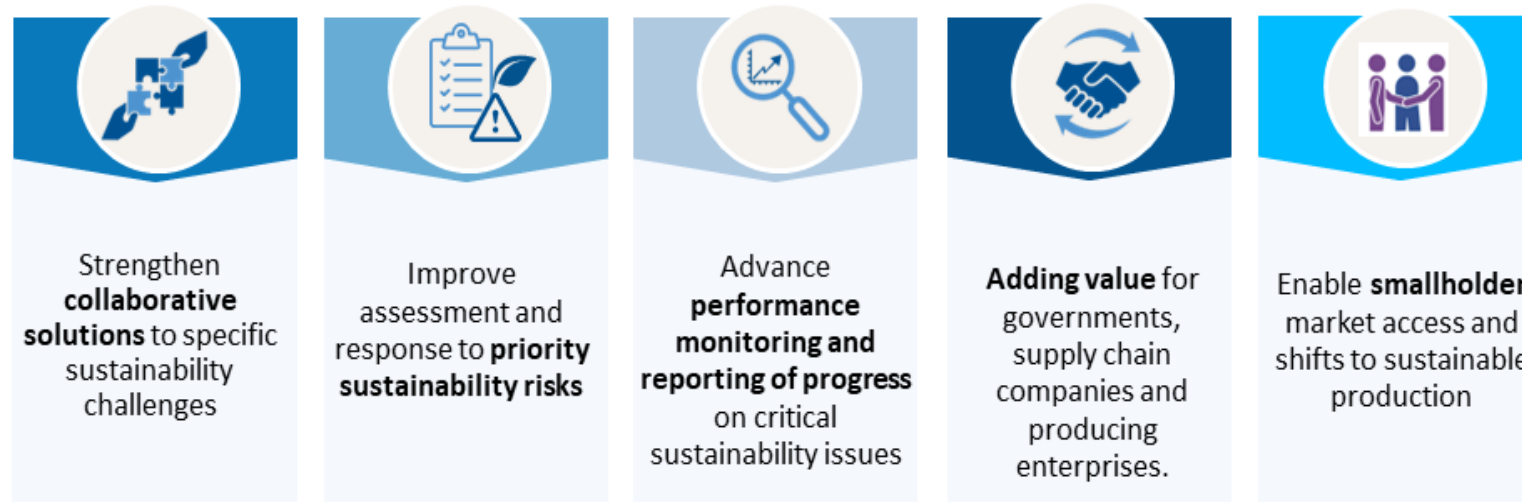 Strengthen
collaborative
solutions to specific
sustainability
challenges
Improve
assessment and
response to priority
sustainability risks
Advance
performance
monitoring and
reporting of progress
on critical
sustainability issues
Adding value for
governments,
supply chain
companies and
producing
enterprises.
Enable smallholder
market access and
shifts to sustainable
production